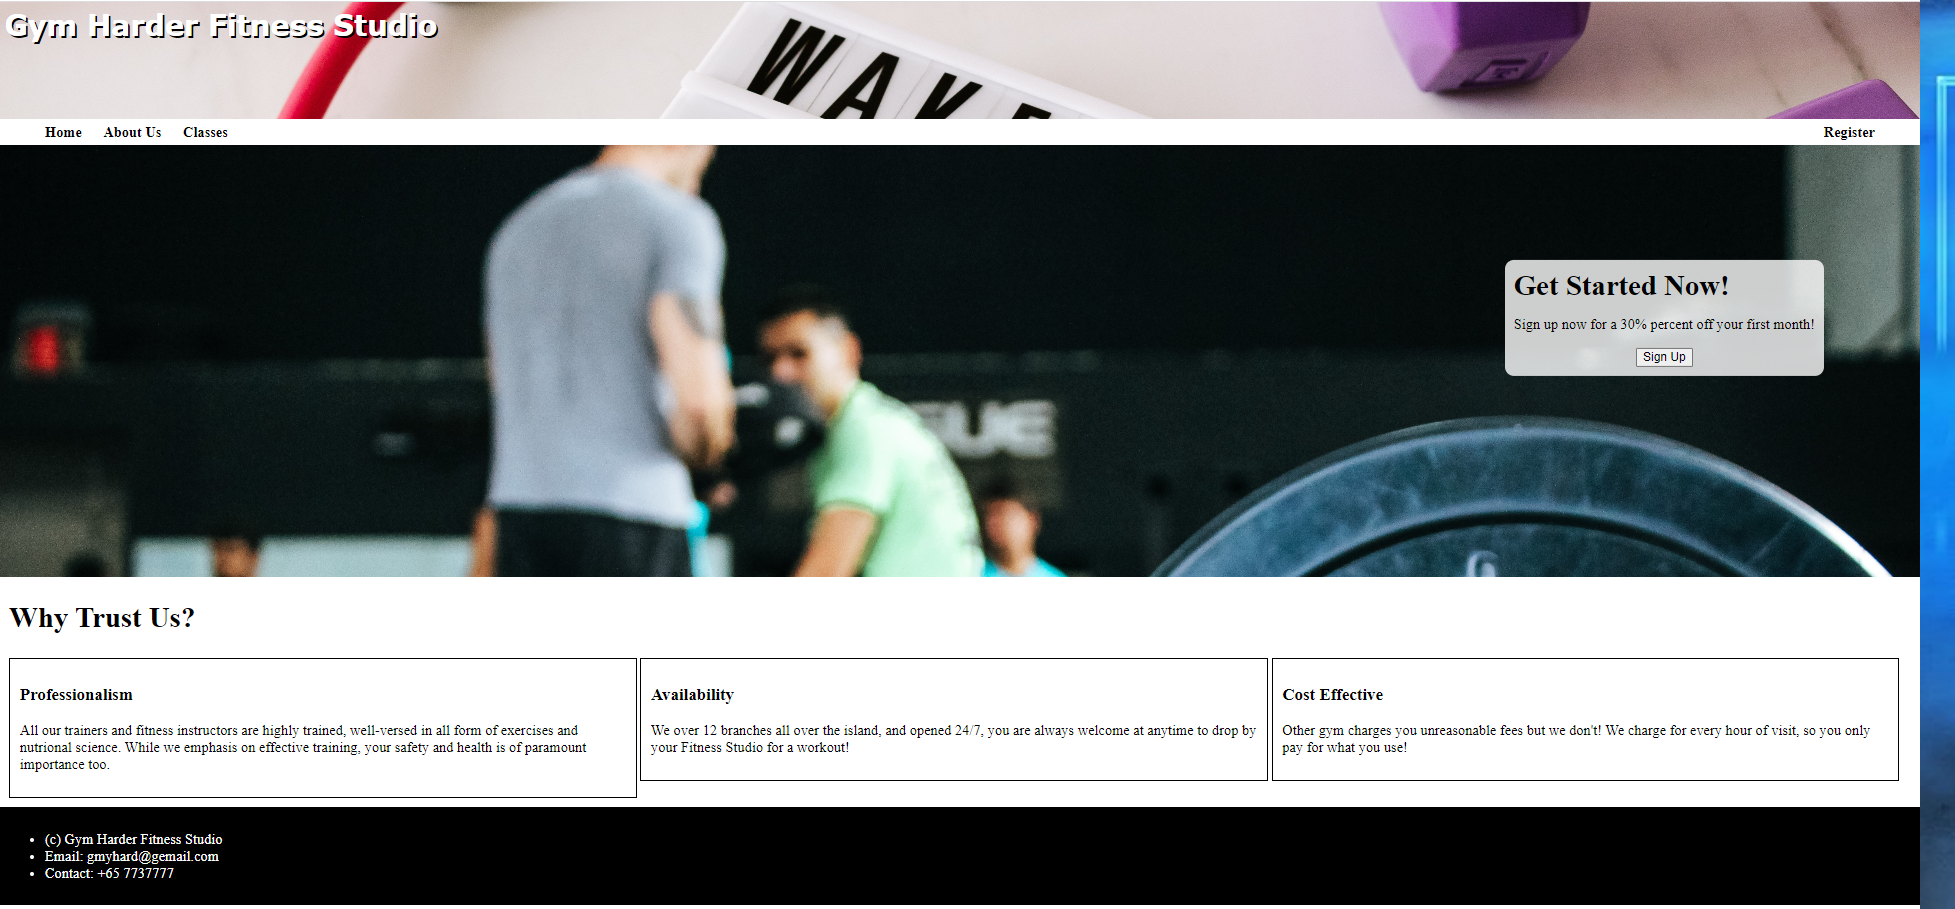 Gym Harder Fitness Studio
WAKE
Home About Us Classes Register
Get Started Now!
Sign up now for a 30% percent off your first month!
Sign Up
Why Trust Us?
Professionalism
All our trainers and fitness instructors are highly trained, well-versed in all form of exercises and
nutrional science. While we emphasis on effective training, your safety and health is of paramount
importance too.
Availability
We over 12 branches all over the island, and opened 24/7, you are always welcome at anytime to drop by
your Fitness Studio for a workout!
Cost Effective
Other gym charges you unreasonable fees but we don't! We charge for every hour of visit, so you only
pay for what you use!
(c) Gym Harder Fitness Studio
Email: gmyhard@gemail.com
Contact: +65 7737777